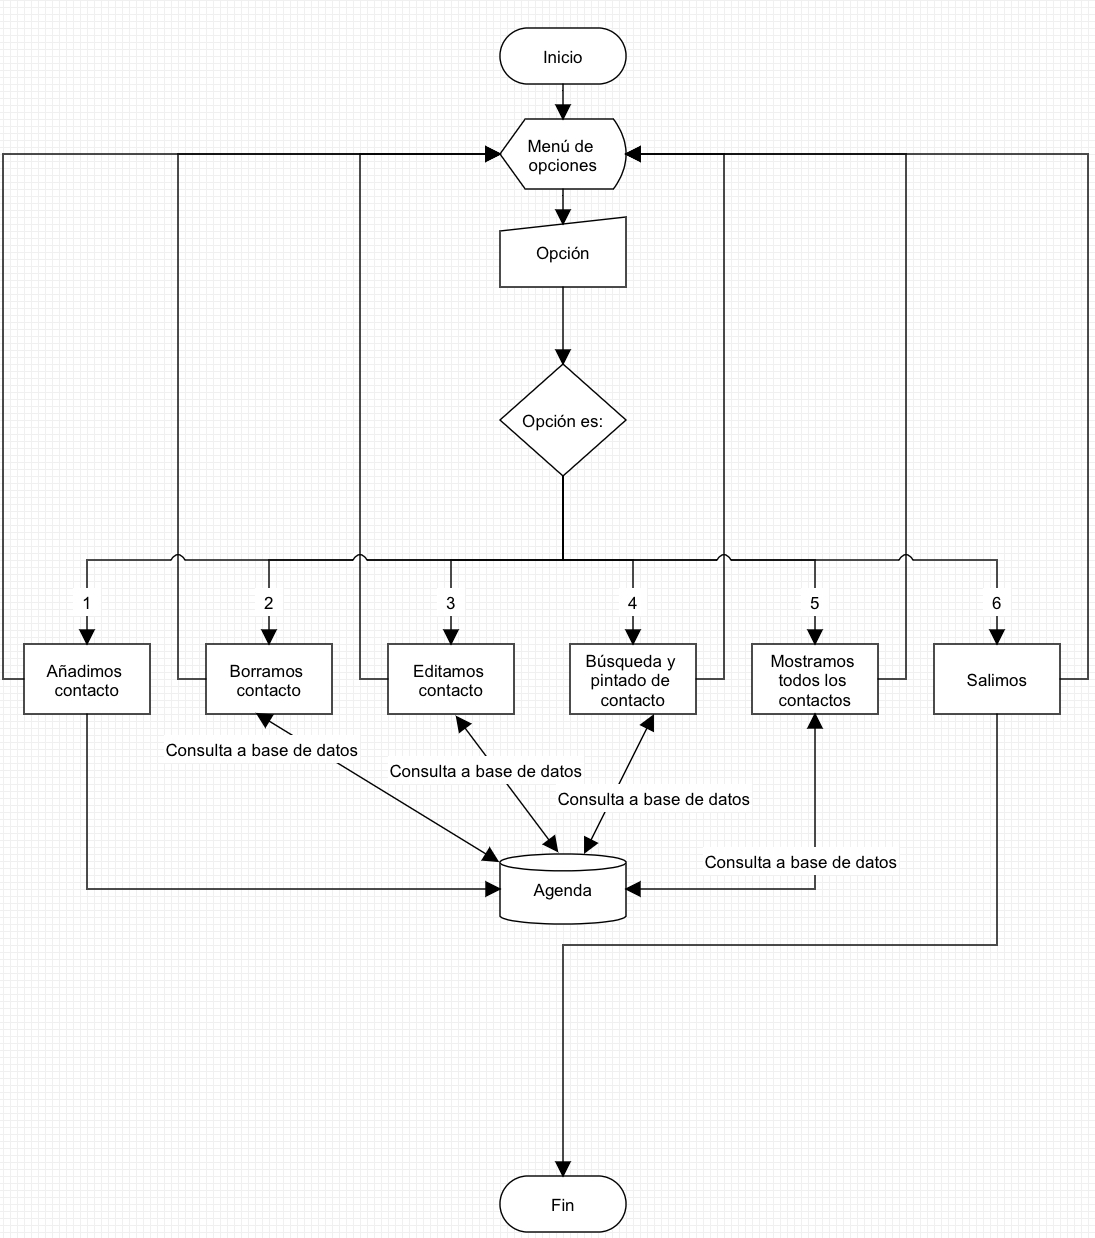 Inicio
Menú de
opciones
Opción
Opción es:
1
2
3
4
5
6
Añadimos
contacto
Borramos
contacto
Editamos
contacto
Búsqueda y
pintado de
contacto
Mostramos
todos los
contactos
Salimos
Consulta a base de datos
Consulta a base de datos
Consulta a base de datos
Consulta a base de datos
Agenda
Fin